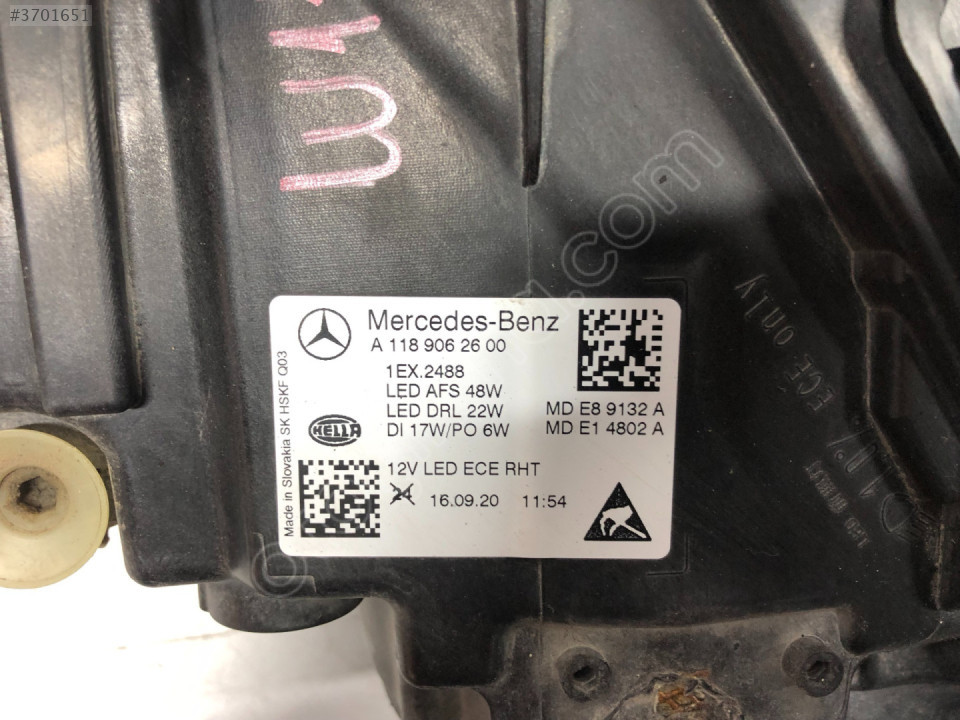 #3701651
Mercedes-Benz
A 118 906 26 00
1EX.2488
LED AFS 48W
LED DRL 22W
DI 17W/PO 6W
MD E8 9132 A
MD E1 4802 A
HELLA
12V LED ECE RHT
24 16.09.20 11:54
Made in Slovakia SK HSKF Q03
ECE only
.com